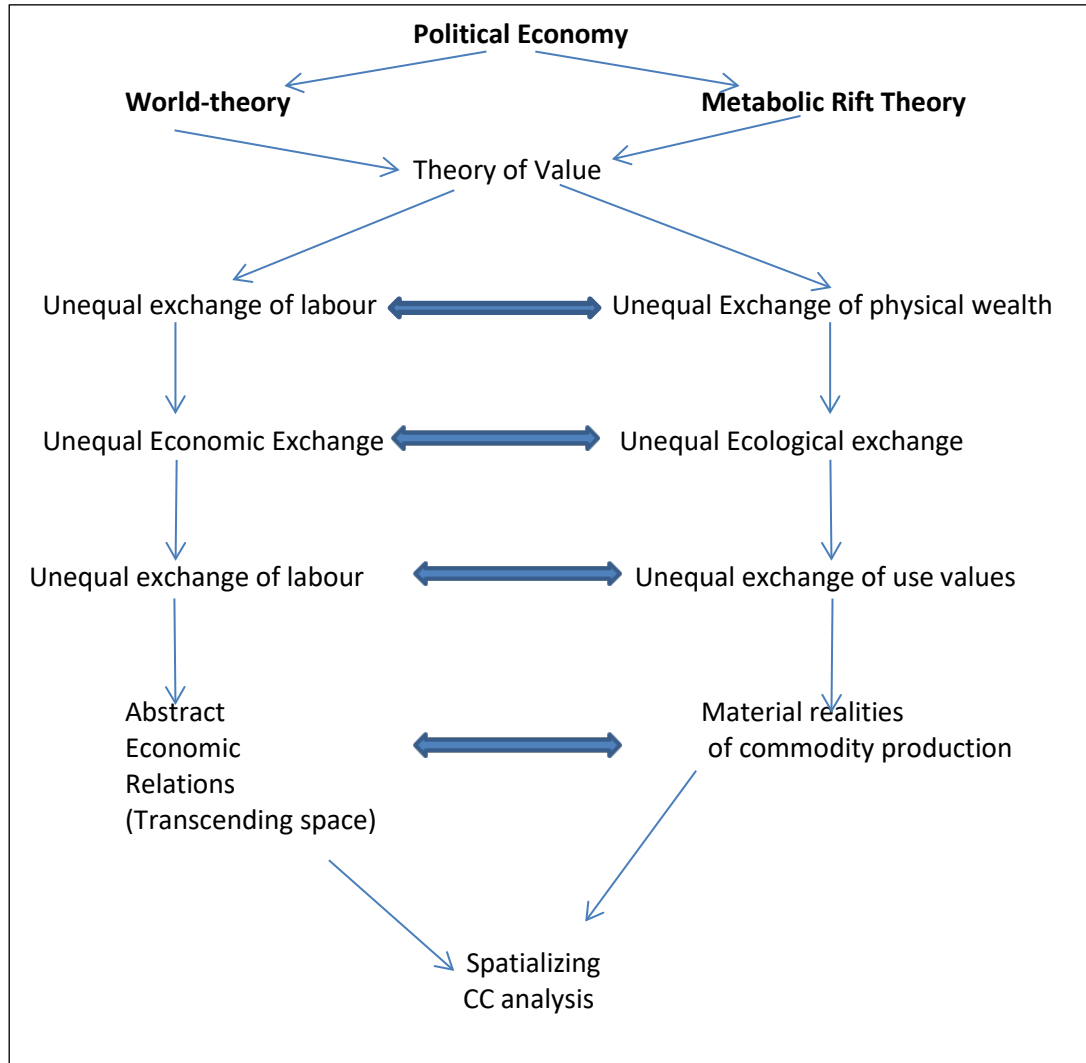 Political Economy
World-theory
Metabolic Rift Theory
Theory of Value
Unequal exchange of labour
Unequal Exchange of physical wealth
Unequal Economic Exchange
Unequal Ecological exchange
Unequal exchange of labour
Unequal exchange of use values
Abstract
Economic
Relations
(Transcending space)
Material realities
of commodity production
Spatializing
CC analysis